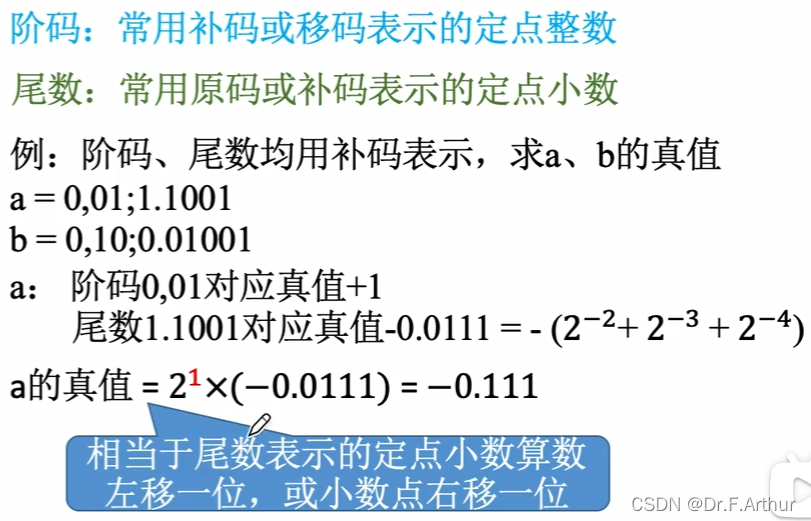 阶码：常用补码或移码表示的定点整数
尾数：常用原码或补码表示的定点小数
例：阶码、尾数均用补码表示，求a、b的真值
a = 0,01;1.1001
b = 0,10;0.01001
a： 阶码0,01对应真值+1
尾数1.1001对应真值-0.0111 = - (2⁻²+ 2⁻³ + 2⁻⁴)
a的真值 = 2¹×(−0.0111) = −0.111
相当于尾数表示的定点小数算数
左移一位，或小数点右移一位
CSDN @Dr.F.Arthur